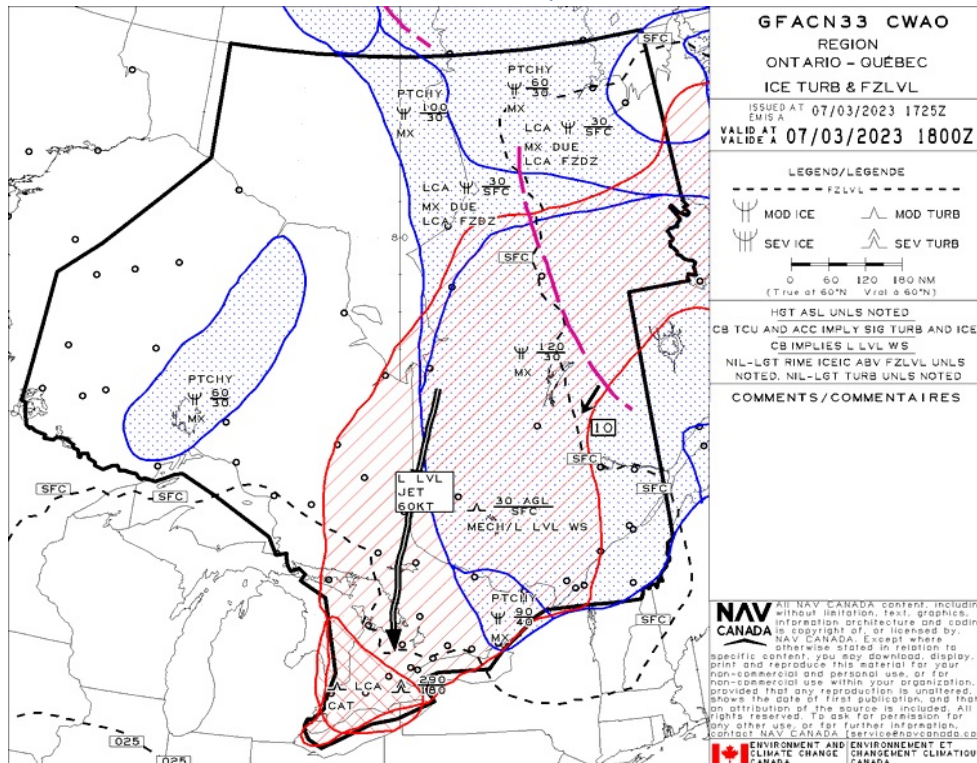 GFACN33 CWAO
REGION
ONTARIO – QUÉBEC
ICE TURB & FZLVL
ISSUED AT
ÉMIS A
07/03/2023 1725Z
VALID AT
VALIDE A
07/03/2023 1800Z
LEGEND/LÉGENDE
FZLVL
MOD ICE
MOD TURB
SEV ICE
SEV TURB
0 60 120 180 NM
(True at 60°N Vrai à 60°N)
HGT ASL UNLS NOTED
CB TCU AND ACC IMPLY SIG TURB AND ICE
CB IMPLIES L LVL WS
NIL-LGT RIME ICEIC ABV FZLVL UNLS
NOTED. NIL-LGT TURB UNLS NOTED
COMMENTS/COMMENTAIRES
SFC
PTCHY
60
30
MX
PTCHY
100
30
MX
LCA
30
SFC
MX DUE
LCA FZDZ
LCA
30
SFC
MX DUE
LCA FZDZ
80
SFC
120
30
MX
PTCHY
60
30
MX
10
SFC
SFC
SFC
SFC
L LVL
JET
60KT
30 AGL
SFC
MECH/L LVL WS
PTCHY
90
40
MX
SFC
LCA
290
180
CAT
025
025
NAV
CANADA
All NAV CANADA content, includin
without limitation, text, graphics,
information architecture and codin
is copyright of, or licensed by,
NAV CANADA. Except where
otherwise stated in relation to
specific content, you may download, display,
print and reproduce this material for your
non-commercial and personal use, or for
non-commercial use within your organization,
provided that any reproduction is unaltered,
shows the date of first publication, and that
an attribution of the source is included. All
rights reserved. To ask for permission for
any other use, or for further information,
contact NAV CANADA [service@navcanada.co
ENVIRONMENT AND
CLIMATE CHANGE
CANADA
ENVIRONNEMENT ET
CHANGEMENT CLIMATIQU
CANADA